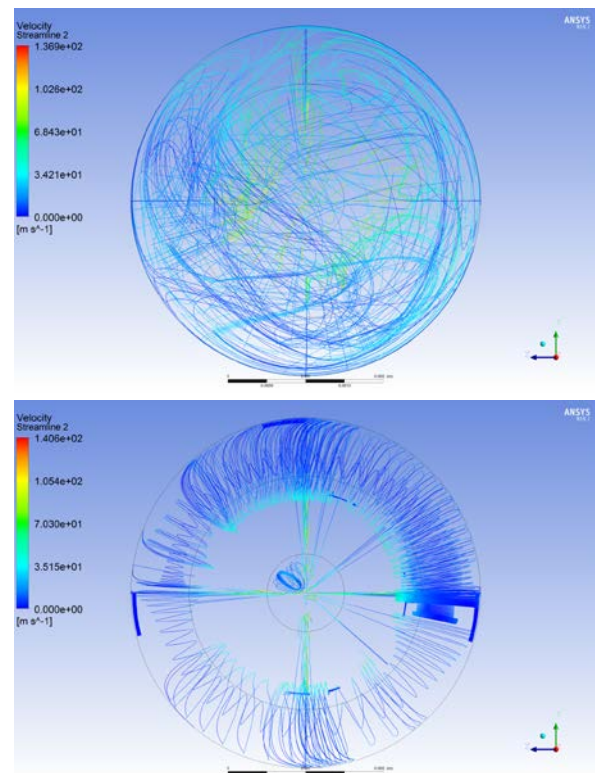 Velocity
Streamline 2
ANSYS
1.369e+02
1.026e+02
6.843e+01
3.421e+01
0.000e+00
[m s^-1]
Velocity
Streamline 2
ANSYS
1.406e+02
1.054e+02
7.030e+01
3.515e+01
0.000e+00
[m s^-1]